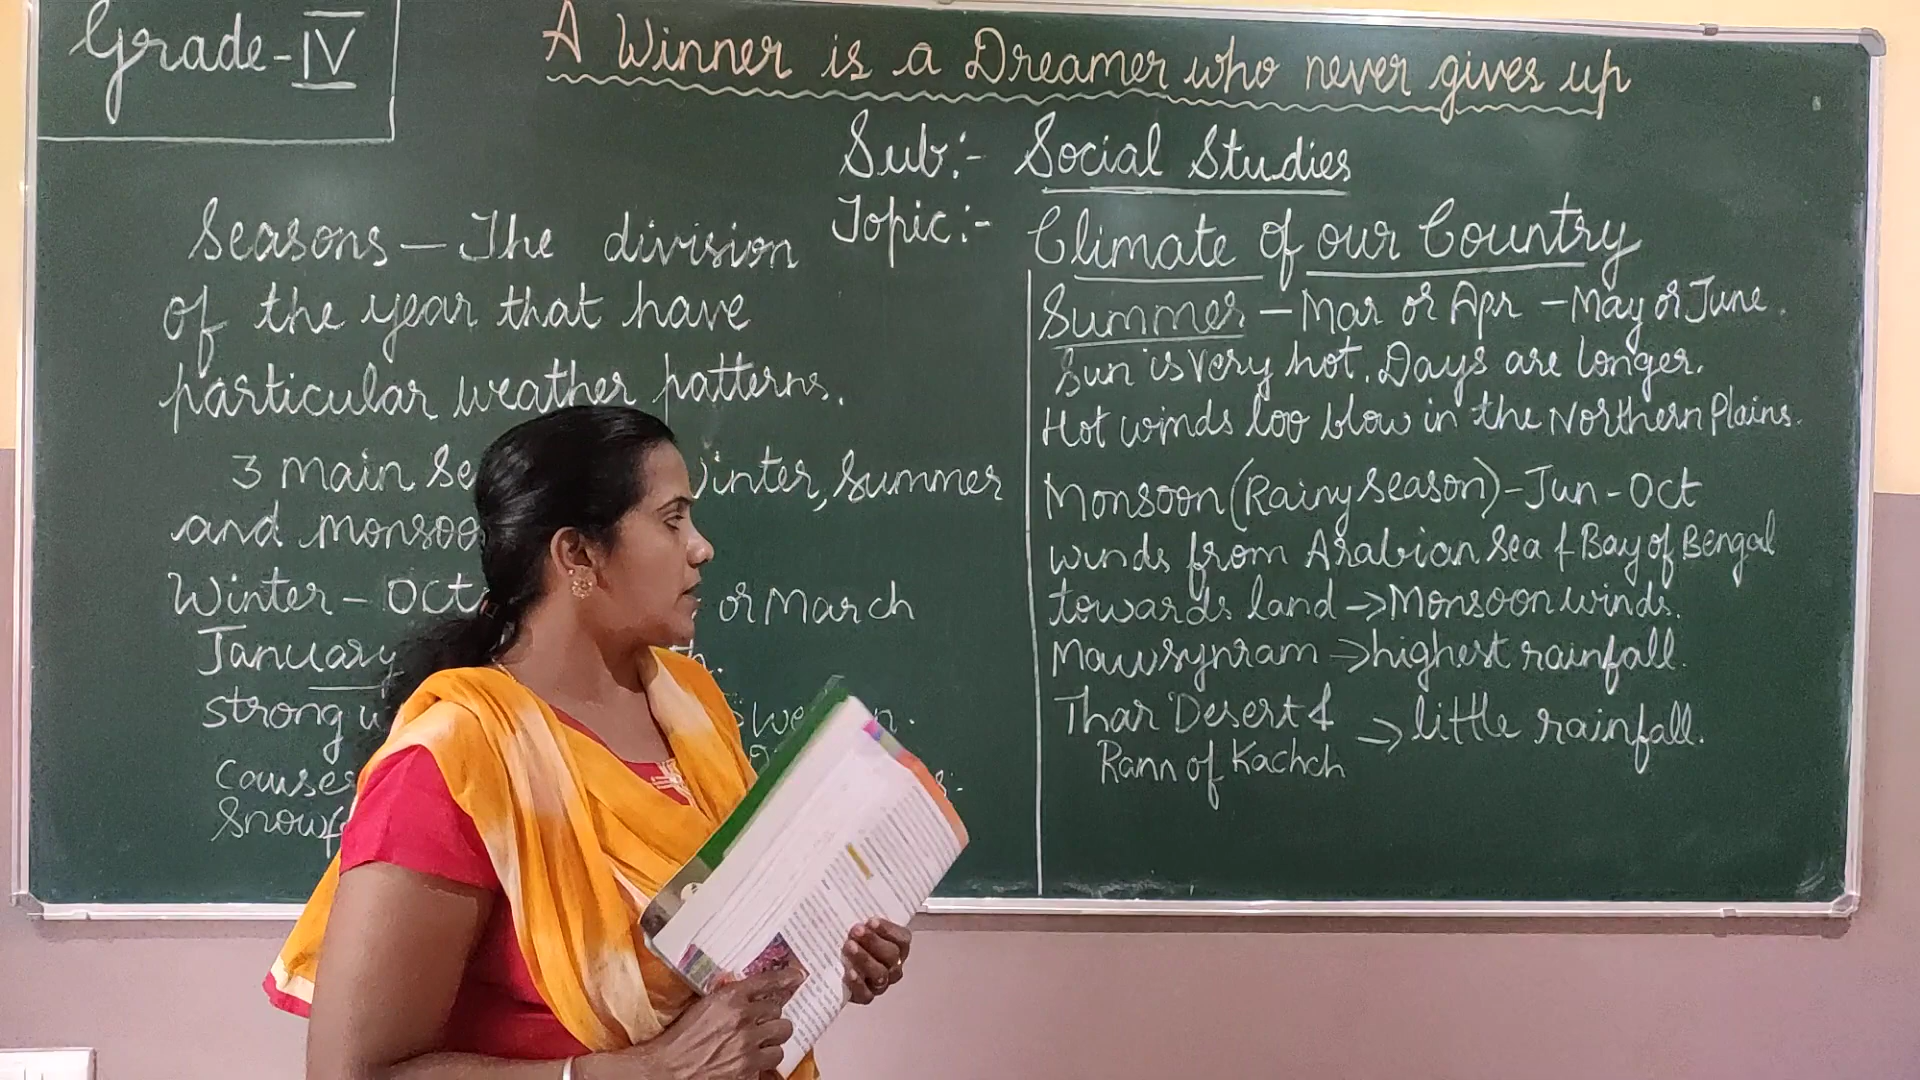 Grade-IV
A Winner is a Dreamer who never gives up
Sub:- Social Studies
Topic:- Climate of our Country
Seasons — The division
of the year that have
particular weather patterns.
3 main Se inter, Summer
and monsoo
Winter - Oct or March
January th.
strong
Causes
Snowf
Summer - Mar or Apr - May or June.
Sun is very hot. Days are longer.
Hot winds loo blow in the Northern Plains.
Monsoon (Rainy season) - Jun - Oct
winds from Arabian Sea & Bay of Bengal
towards land → Monsoon winds.
Mawsynram → highest rainfall.
Thar Desert & → little rainfall.
Rann of Kachch